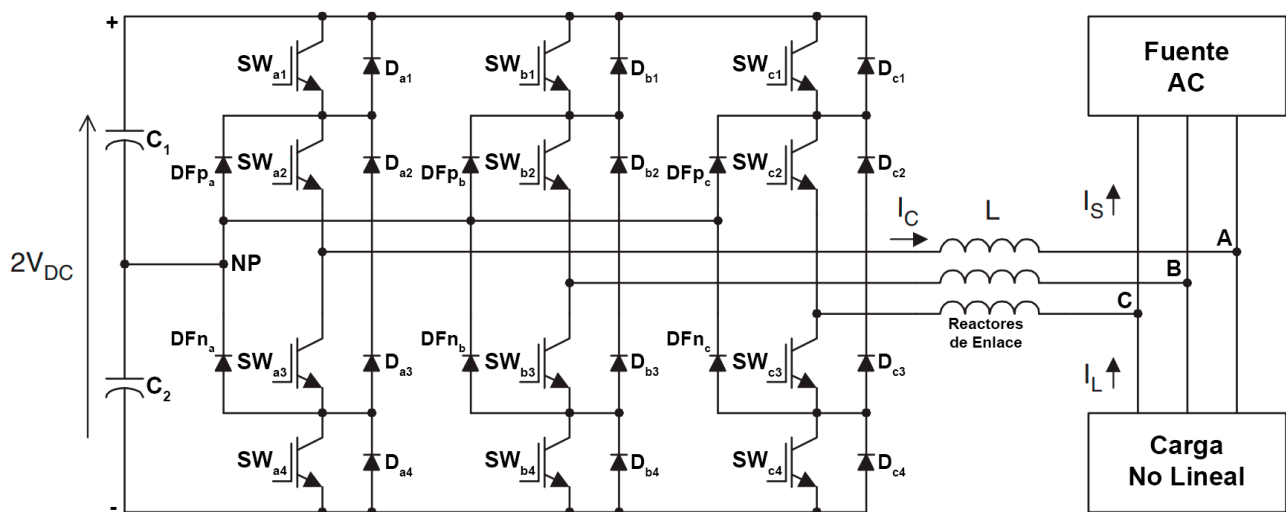 +
SWa1
Da1
SWb1
Db1
SWc1
Dc1
Fuente
AC
C1
DFpa
SWa2
Da2
DFpb
SWb2
Db2
DFpc
SWc2
Dc2
IC
L
IS
A
2VDC
NP
B
C
Reactores
de Enlace
DFna
SWa3
Da3
DFnb
SWb3
Db3
DFnc
SWc3
Dc3
IL
C2
SWa4
Da4
SWb4
Db4
SWc4
Dc4
Carga
No Lineal
-